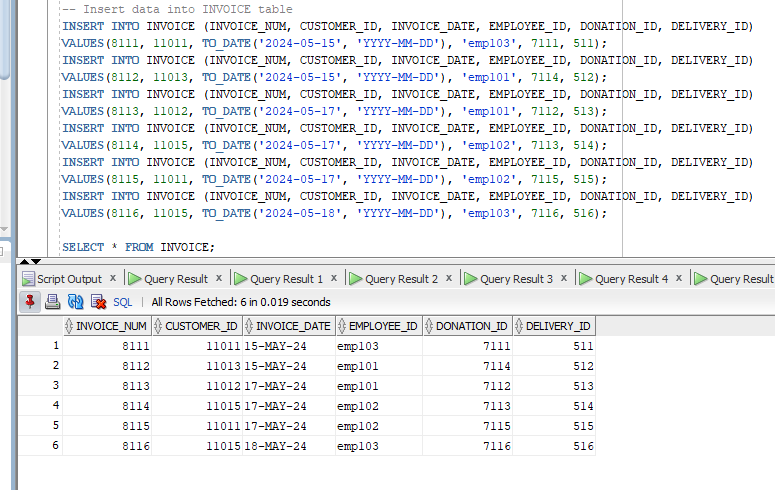 -- Insert data into INVOICE table
INSERT INTO INVOICE (INVOICE_NUM, CUSTOMER_ID, INVOICE_DATE, EMPLOYEE_ID, DONATION_ID, DELIVERY_ID)
VALUES(8111, 11011, TO_DATE('2024-05-15', 'YYYY-MM-DD'), 'emp103', 7111, 511);
INSERT INTO INVOICE (INVOICE_NUM, CUSTOMER_ID, INVOICE_DATE, EMPLOYEE_ID, DONATION_ID, DELIVERY_ID)
VALUES(8112, 11013, TO_DATE('2024-05-15', 'YYYY-MM-DD'), 'emp101', 7114, 512);
INSERT INTO INVOICE (INVOICE_NUM, CUSTOMER_ID, INVOICE_DATE, EMPLOYEE_ID, DONATION_ID, DELIVERY_ID)
VALUES(8113, 11012, TO_DATE('2024-05-17', 'YYYY-MM-DD'), 'emp101', 7112, 513);
INSERT INTO INVOICE (INVOICE_NUM, CUSTOMER_ID, INVOICE_DATE, EMPLOYEE_ID, DONATION_ID, DELIVERY_ID)
VALUES(8114, 11015, TO_DATE('2024-05-17', 'YYYY-MM-DD'), 'emp102', 7113, 514);
INSERT INTO INVOICE (INVOICE_NUM, CUSTOMER_ID, INVOICE_DATE, EMPLOYEE_ID, DONATION_ID, DELIVERY_ID)
VALUES(8115, 11011, TO_DATE('2024-05-17', 'YYYY-MM-DD'), 'emp102', 7115, 515);
INSERT INTO INVOICE (INVOICE_NUM, CUSTOMER_ID, INVOICE_DATE, EMPLOYEE_ID, DONATION_ID, DELIVERY_ID)
VALUES(8116, 11015, TO_DATE('2024-05-18', 'YYYY-MM-DD'), 'emp103', 7116, 516);
SELECT * FROM INVOICE;
Script Output x Query Result x Query Result 1 x Query Result 2 x Query Result 3 x Query Result 4 x Query Result
SQL | All Rows Fetched: 6 in 0.019 seconds
INVOICE_NUM CUSTOMER_ID INVOICE_DATE EMPLOYEE_ID DONATION_ID DELIVERY_ID
1 8111 11011 15-MAY-24 emp103 7111 511
2 8112 11013 15-MAY-24 emp101 7114 512
3 8113 11012 17-MAY-24 emp101 7112 513
4 8114 11015 17-MAY-24 emp102 7113 514
5 8115 11011 17-MAY-24 emp102 7115 515
6 8116 11015 18-MAY-24 emp103 7116 516